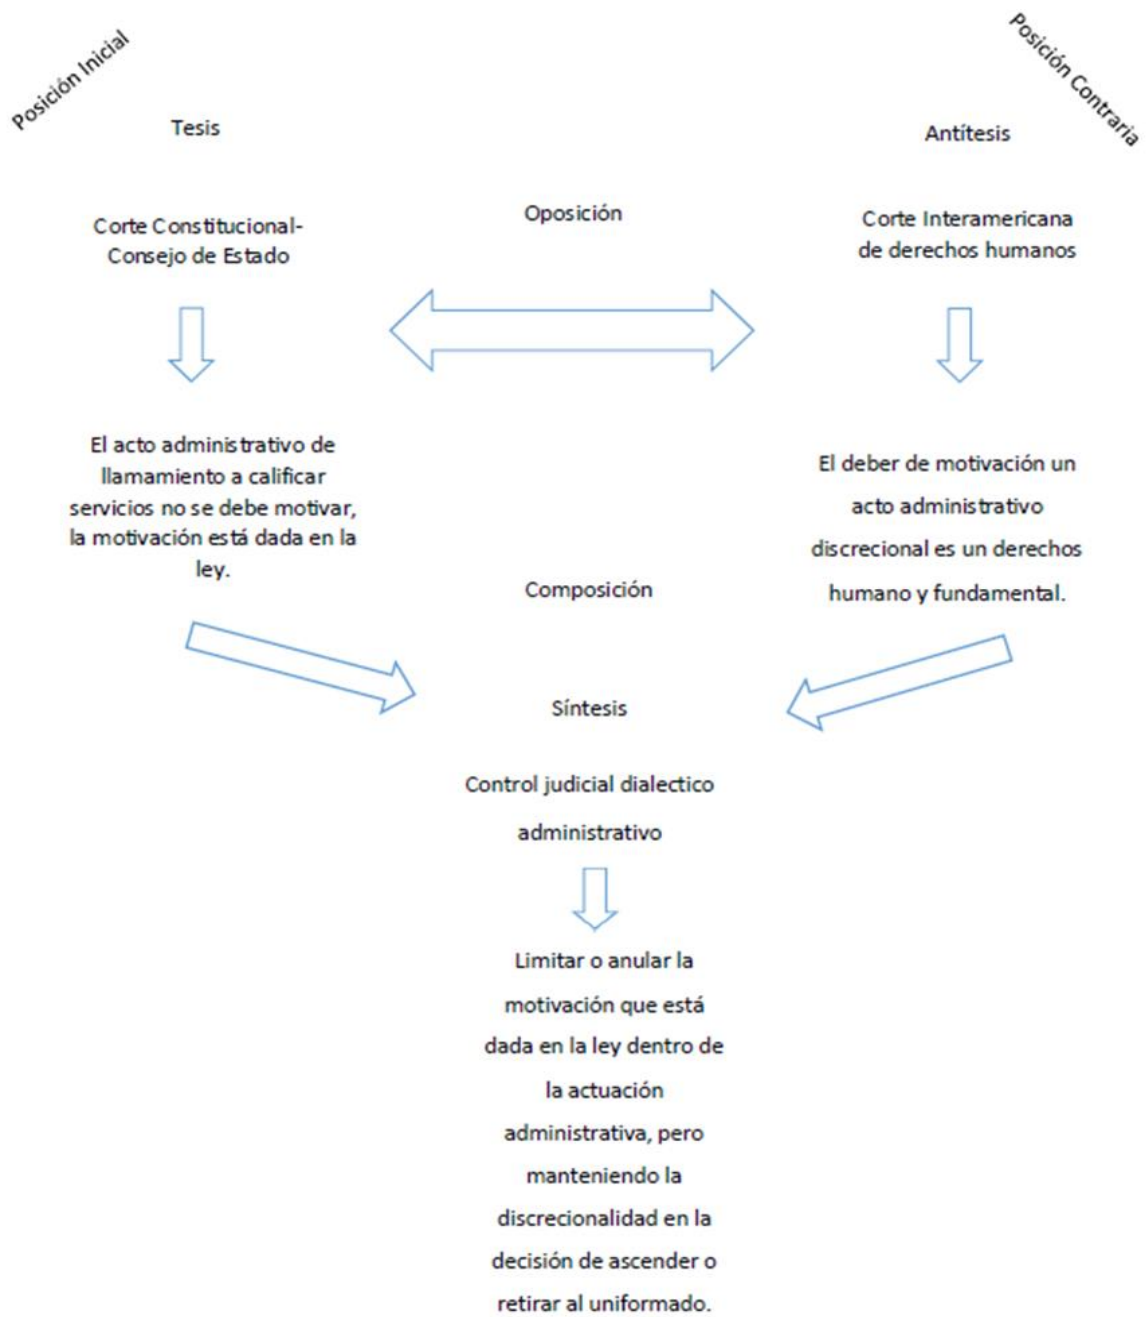 Posición Inicial
Posición Contraria
Tesis
Antítesis
Oposición
Corte Constitucional-
Consejo de Estado
Corte Interamericana
de derechos humanos
El acto administrativo de
llamamiento a calificar
servicios no se debe motivar,
la motivación está dada en la
ley.
El deber de motivación un
acto administrativo
discrecional es un derechos
humano y fundamental.
Composición
Síntesis
Control judicial dialectico
administrativo
Limitar o anular la
motivación que está
dada en la ley dentro de
la actuación
administrativa, pero
manteniendo la
discrecionalidad en la
decisión de ascender o
retirar al uniformado.